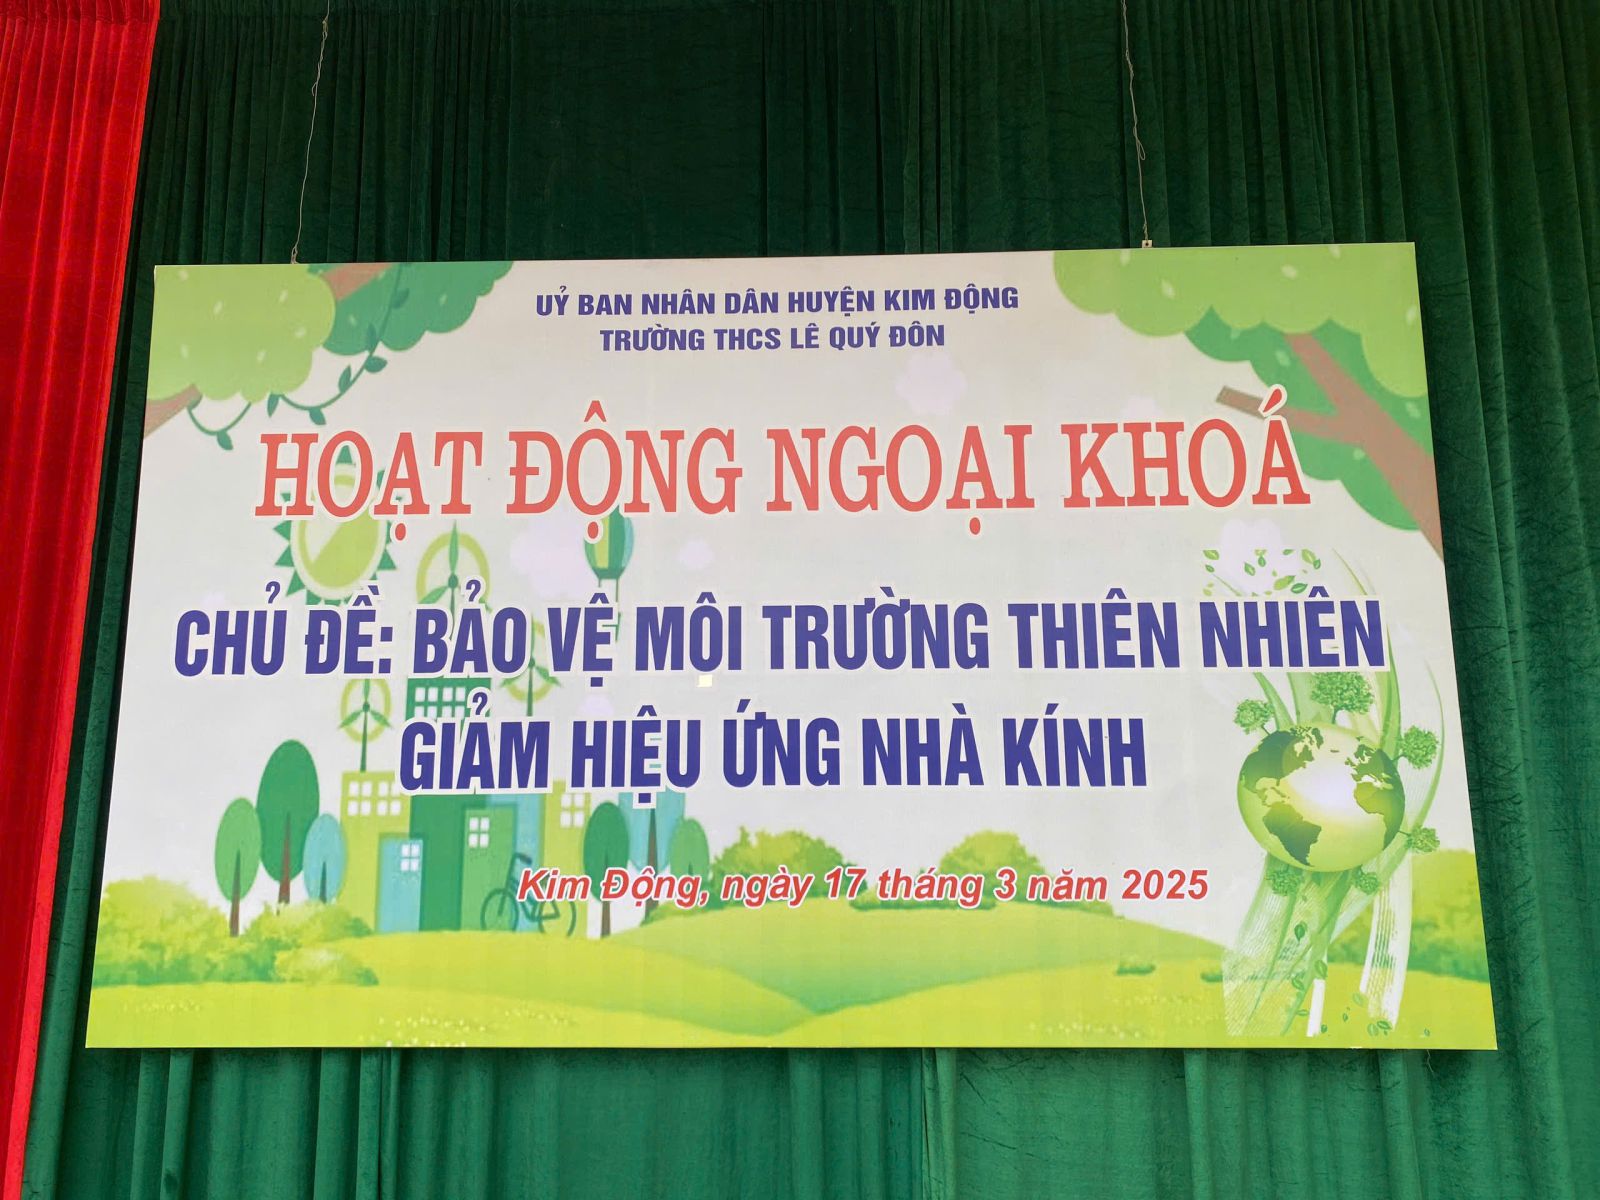 UỶ BAN NHÂN DÂN HUYỆN KIM ĐỘNG
TRƯỜNG THCS LÊ QUÝ ĐÔN
HOẠT ĐỘNG NGOẠI KHOÁ
CHỦ ĐỀ: BẢO VỆ MỘI TRƯỜNG THIÊN NHIÊN
GIẢM HIỆU ỨNG NHÀ KÍNH
Kim Động, ngày 17 tháng 3 năm 2025